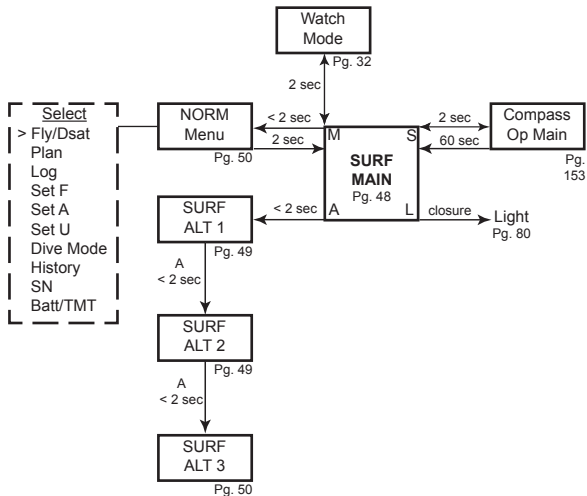 Watch
Mode
Pg. 32
2 sec
Select
> Fly/Dsat
Plan
Log
Set F
Set A
Set U
Dive Mode
History
SN
Batt/TMT
NORM
Menu
Pg. 50
< 2 sec
2 sec
M
S
SURF
MAIN
Pg. 48
A
L
2 sec
60 sec
Compass
Op Main
Pg.
153
closure
Light
Pg. 80
< 2 sec
SURF
ALT 1
Pg. 49
A
< 2 sec
SURF
ALT 2
Pg. 49
A
< 2 sec
SURF
ALT 3
Pg. 50